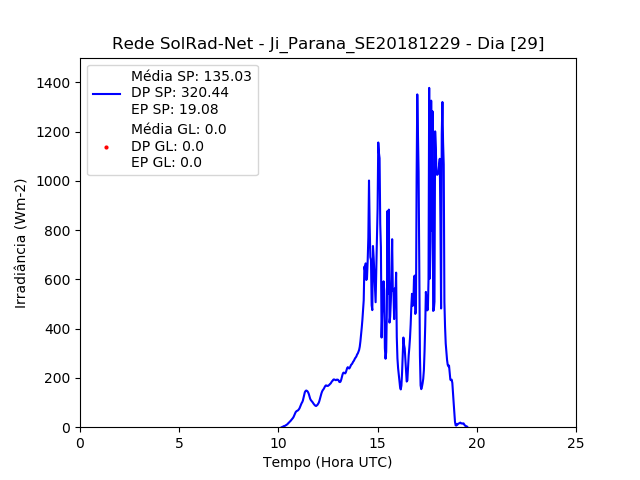 Rede SolRad-Net - Ji_Parana_SE20181229 - Dia [29]
Média SP: 135.03
DP SP: 320.44
EP SP: 19.08
Média GL: 0.0
DP GL: 0.0
EP GL: 0.0
Irradiância (Wm-2)
1400
1200
1000
800
600
400
200
0
0 5 10 15 20 25
Tempo (Hora UTC)